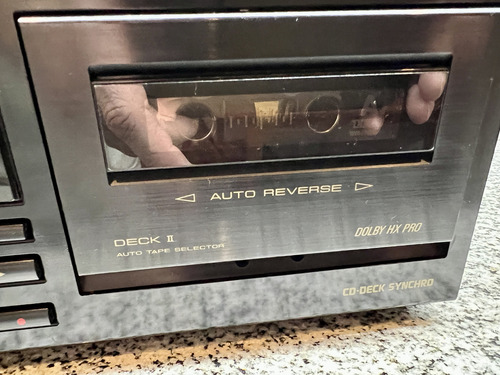 AUTO REVERSE
DECK II
AUTO TAPE SELECTOR
DOLBY HX PRO
CD-DECK SYNCHRO